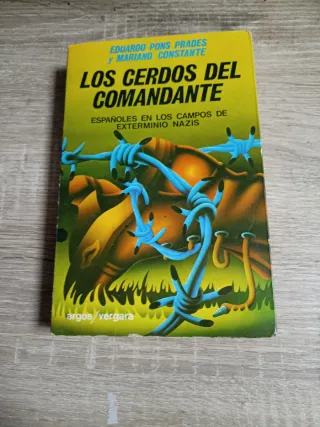 EDUARDO PONS PRADES
y MARIANO CONSTANTE
LOS CERDOS DEL
COMANDANTE
ESPAÑOLES EN LOS CAMPOS DE
EXTERMINIO NAZIS
argos/vergara